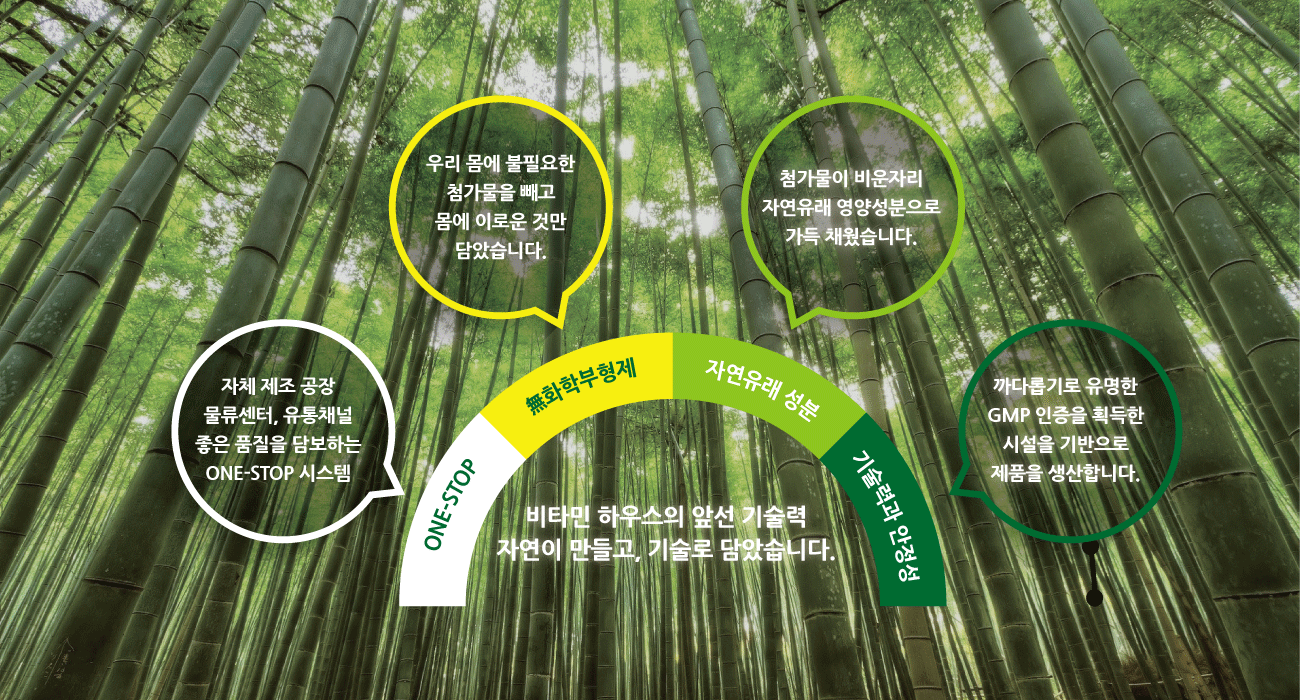 우리 몸에 불필요한
첨가물을 빼고
몸에 이로운 것만
담았습니다.
첨가물이 비운자리
자연유래 영양성분으로
가득 채웠습니다.
자체 제조 공장
물류센터, 유통채널
좋은 품질을 담보하는
ONE-STOP 시스템
까다롭기로 유명한
GMP 인증을 획득한
시설을 기반으로
제품을 생산합니다.
ONE-STOP
無화학부형제
자연유래 성분
기술력과 안정성
비타민 하우스의 앞선 기술력
자연이 만들고, 기술로 담았습니다.